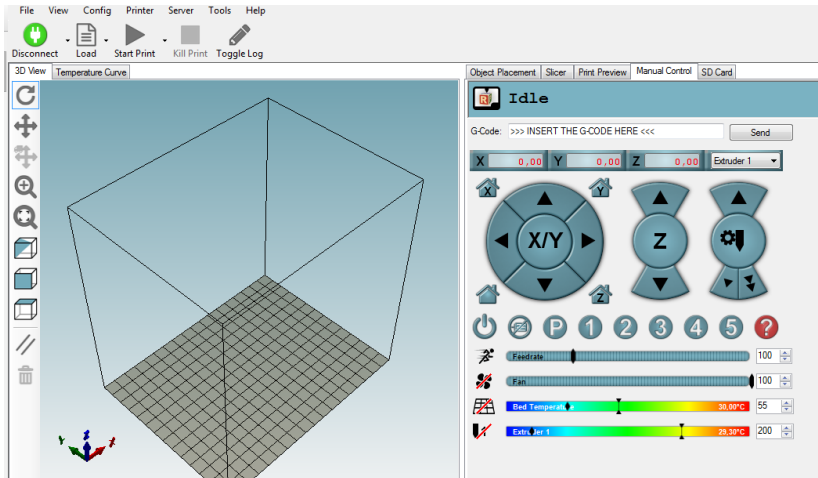 File View Config Printer Server Tools Help
Disconnect Load Start Print Kill Print Toggle Log
3D View Temperature Curve
Object Placement Slicer Print Preview Manual Control SD Card
R Idle
G-Code: >>> INSERT THE G-CODE HERE <<< Send
X 0,00 Y 0,00 Z 0,00 Extruder 1
X Y
X/Y Z
Z
P 1 2 3 4 5 ?
Feedrate 100
Fan 100
Bed Temperat 30,00°C 55
1 Extruder 1 29,30°C 200
Y Z X